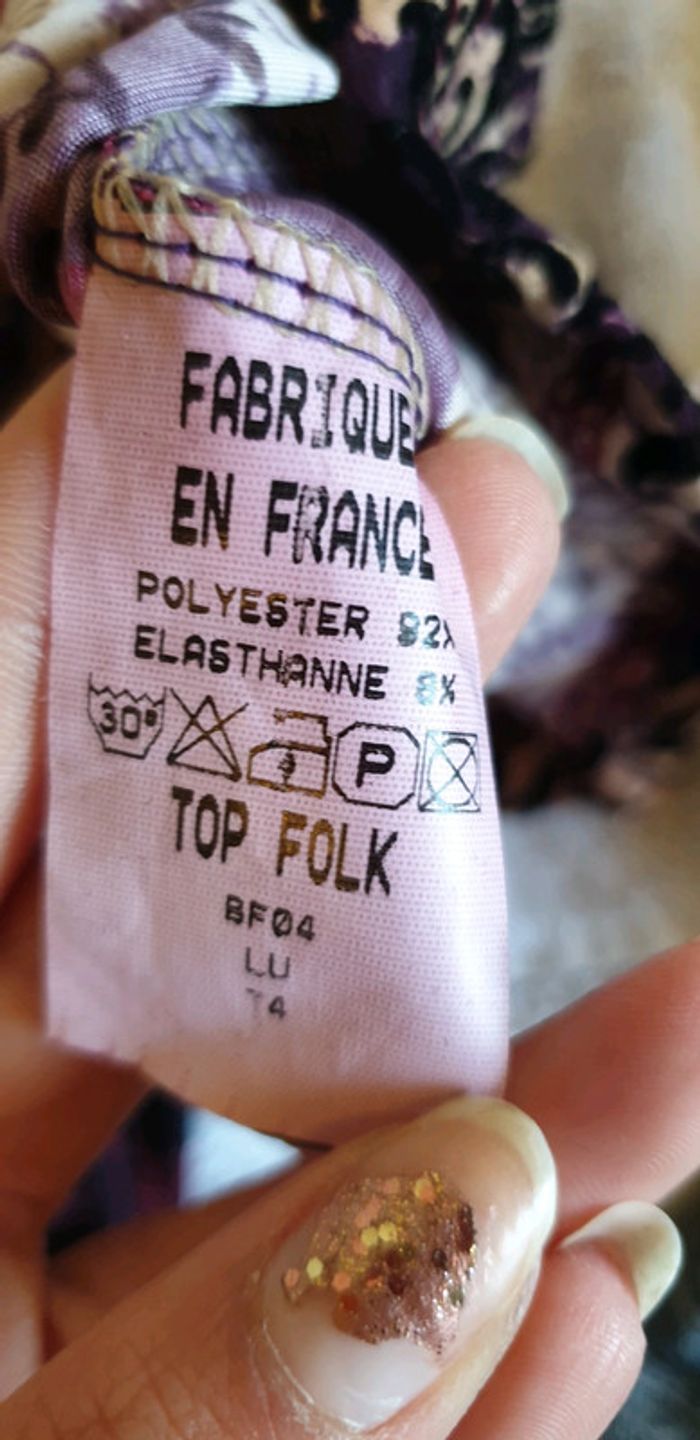 FABRIQUE
EN FRANCE
POLYESTER 92%
ELASTHANNE 8%
30° P
TOP FOLK
BF04
LU
T4